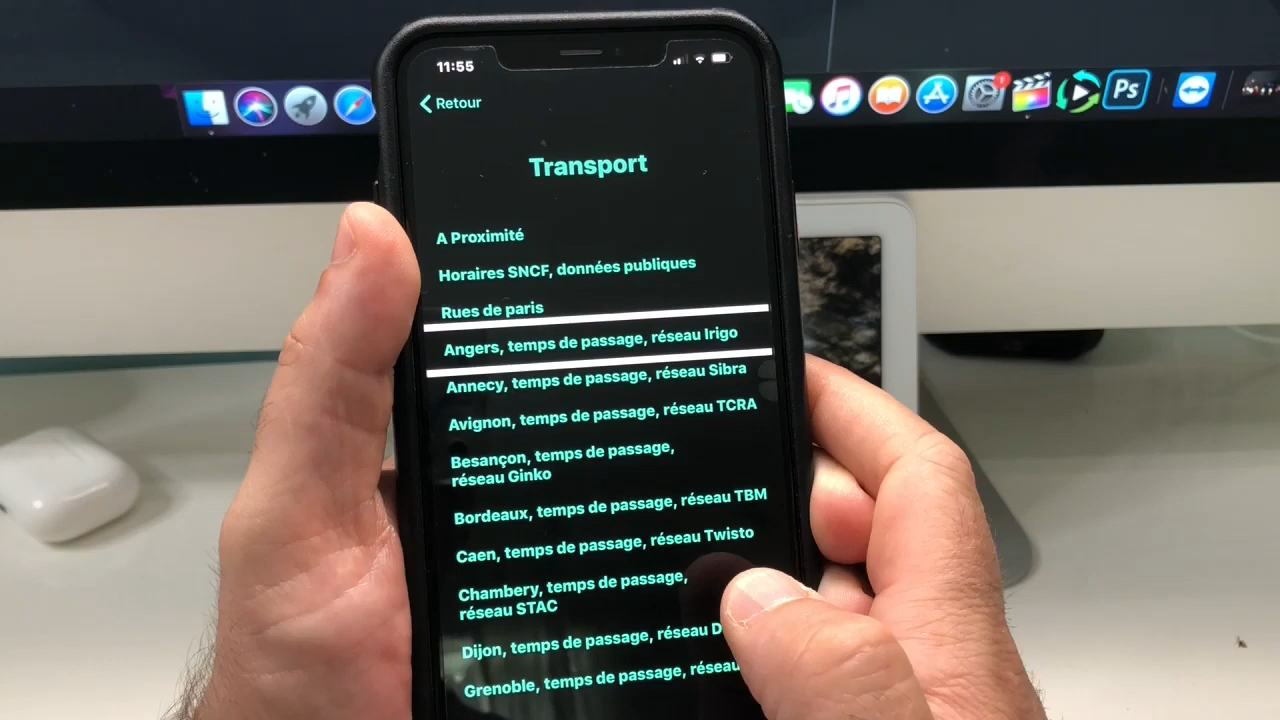 11:55
Retour
Transport
A Proximité
Horaires SNCF, données publiques
Rues de paris
Angers, temps de passage, réseau Irigo
Annecy, temps de passage, réseau Sibra
Avignon, temps de passage, réseau TCRA
Besançon, temps de passage,
réseau Ginko
Bordeaux, temps de passage, réseau TBM
Caen, temps de passage, réseau Twisto
Chambery, temps de passage,
réseau STAC
Dijon, temps de passage, réseau
Grenoble, temps de passage, réseau
Ps